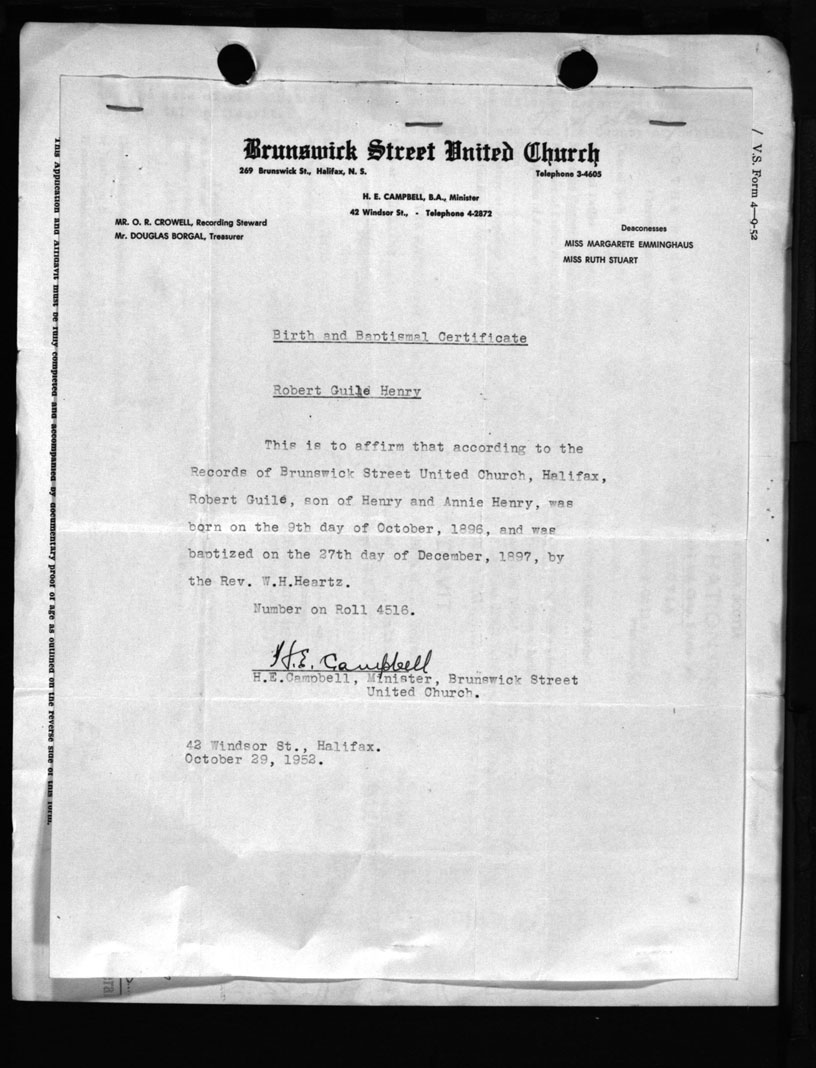 Brunswick Street United Church
269 Brunswick St., Halifax, N. S.
Telephone 3-4605
H. E. CAMPBELL, B.A., Minister
42 Windsor St., - Telephone 4-2872
MR. O. R. CROWELL, Recording Steward
Mr. DOUGLAS BORGAL, Treasurer
Deaconesses
MISS MARGARETE EMMINGHAUS
MISS RUTH STUART
Birth and Baptismal Certificate
Robert Guile Henry
This is to affirm that according to the
Records of Brunswick Street United Church, Halifax,
Robert Guile, son of Henry and Annie Henry, was
born on the 9th day of October, 1896, and was
baptized on the 27th day of December, 1897, by
the Rev. W.H.Heartz.
Number on Roll 4516.
H.E. Campbell
H.E.Campbell, Minister, Brunswick Street
United Church.
42 Windsor St., Halifax.
October 29, 1952.
This Application and Affidavit must be fully completed and accompanied by documentary proof of age as outlined on the reverse side of this form.
/ V.S. Form 4—9-52